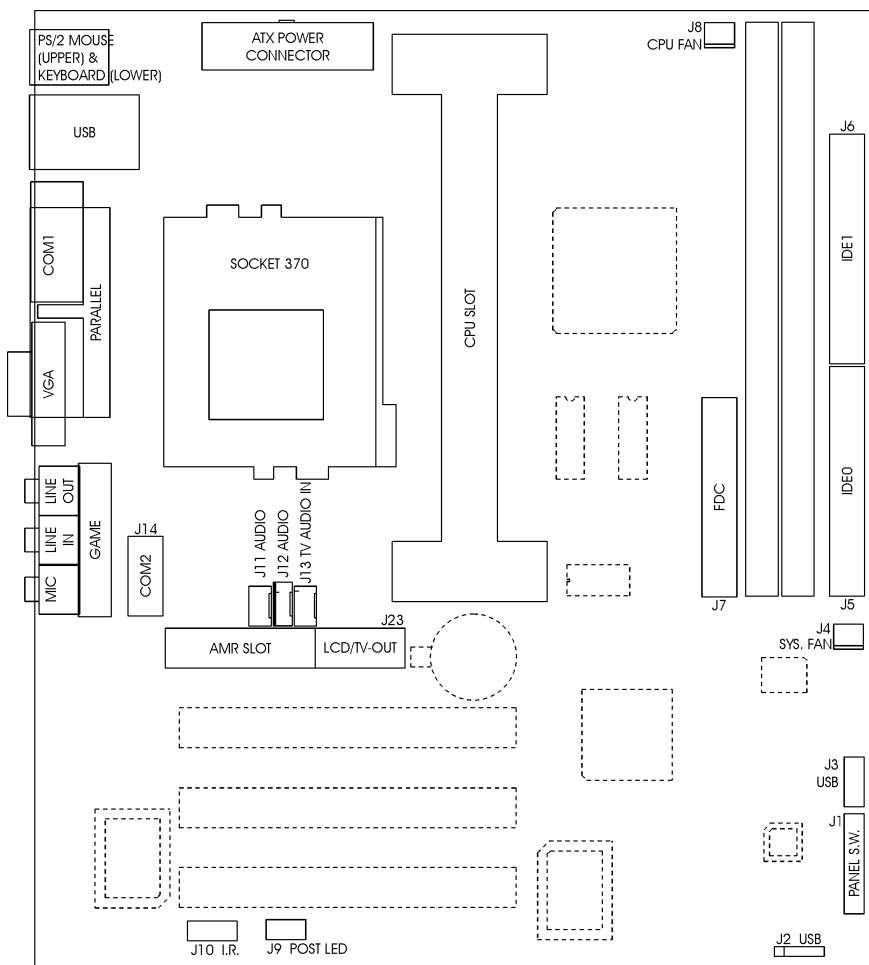 PS/2 MOUSE
(UPPER) &
KEYBOARD (LOWER)
ATX POWER
CONNECTOR
J8
CPU FAN
USB
J6
COM1
PARALLEL
SOCKET 370
CPU SLOT
IDE1
VGA
LINE
OUT
LINE
IN
MIC
GAME
J14
COM2
J11 AUDIO
J12 AUDIO
J13 TV AUDIO IN
FDC
IDE0
J7
J5
J23
AMR SLOT
LCD/TV-OUT
J4
SYS. FAN
J3
USB
J1
PANEL S.W.
J10 I.R.
J9 POST LED
J2 USB